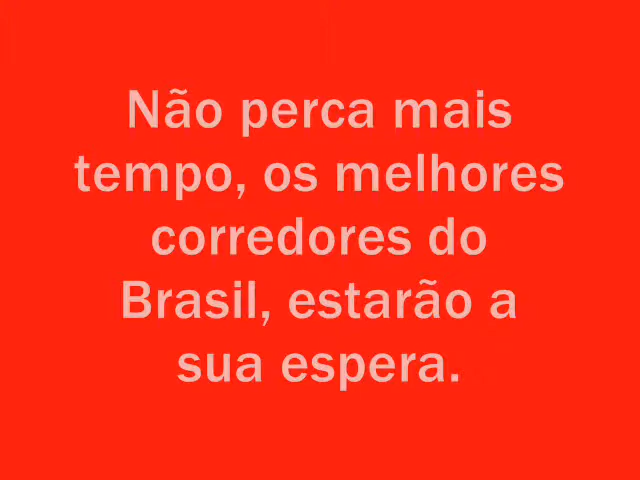 Não perca mais
tempo, os melhores
corredores do
Brasil, estarão a
sua espera.